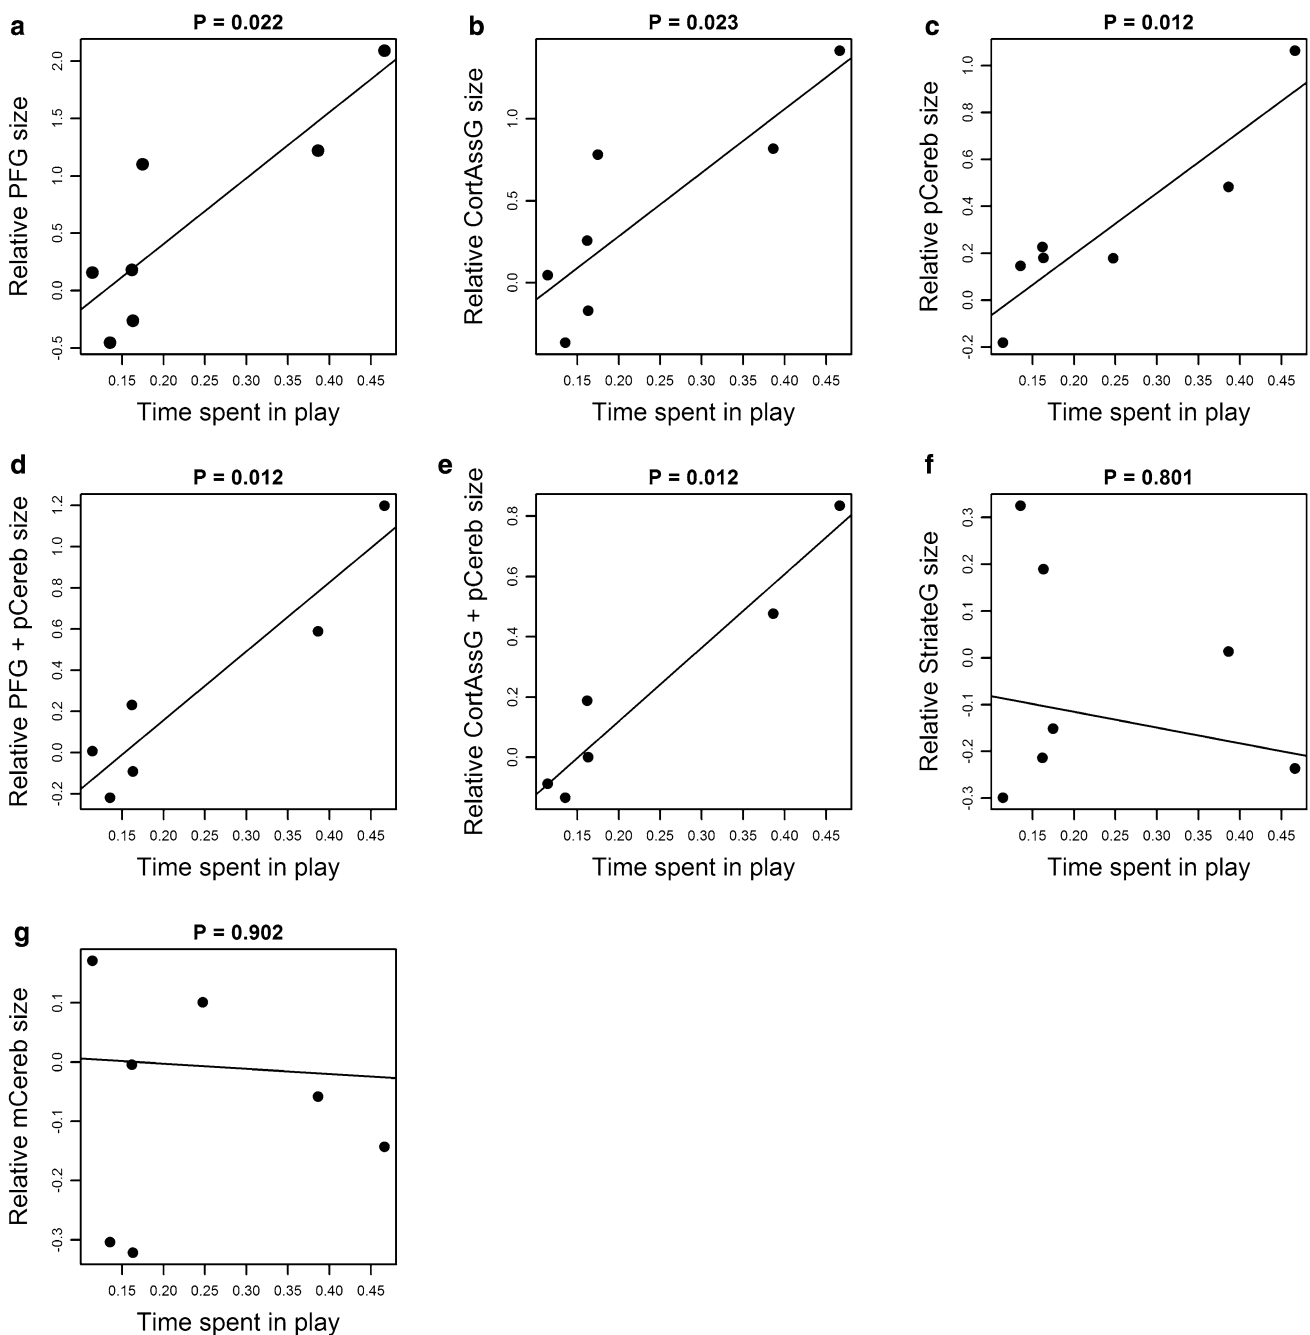 a
P = 0.022
Relative PFG size
2.0
1.5
1.0
0.5
0.0
-0.5
0.15 0.20 0.25 0.30 0.35 0.40 0.45
Time spent in play
b
P = 0.023
Relative CortAssG size
1.0
0.5
0.0
0.15 0.20 0.25 0.30 0.35 0.40 0.45
Time spent in play
c
P = 0.012
Relative pCereb size
1.0
0.8
0.6
0.4
0.2
0.0
-0.2
0.15 0.20 0.25 0.30 0.35 0.40 0.45
Time spent in play
d
P = 0.012
Relative PFG + pCereb size
1.2
1.0
0.8
0.6
0.4
0.2
0.0
-0.2
0.15 0.20 0.25 0.30 0.35 0.40 0.45
Time spent in play
e
P = 0.012
Relative CortAssG + pCereb size
0.8
0.6
0.4
0.2
0.0
0.15 0.20 0.25 0.30 0.35 0.40 0.45
Time spent in play
f
P = 0.801
Relative StriateG size
0.3
0.2
0.1
0.0
-0.1
-0.2
-0.3
0.15 0.20 0.25 0.30 0.35 0.40 0.45
Time spent in play
g
P = 0.902
Relative mCereb size
0.1
0.0
-0.1
-0.2
-0.3
0.15 0.20 0.25 0.30 0.35 0.40 0.45
Time spent in play